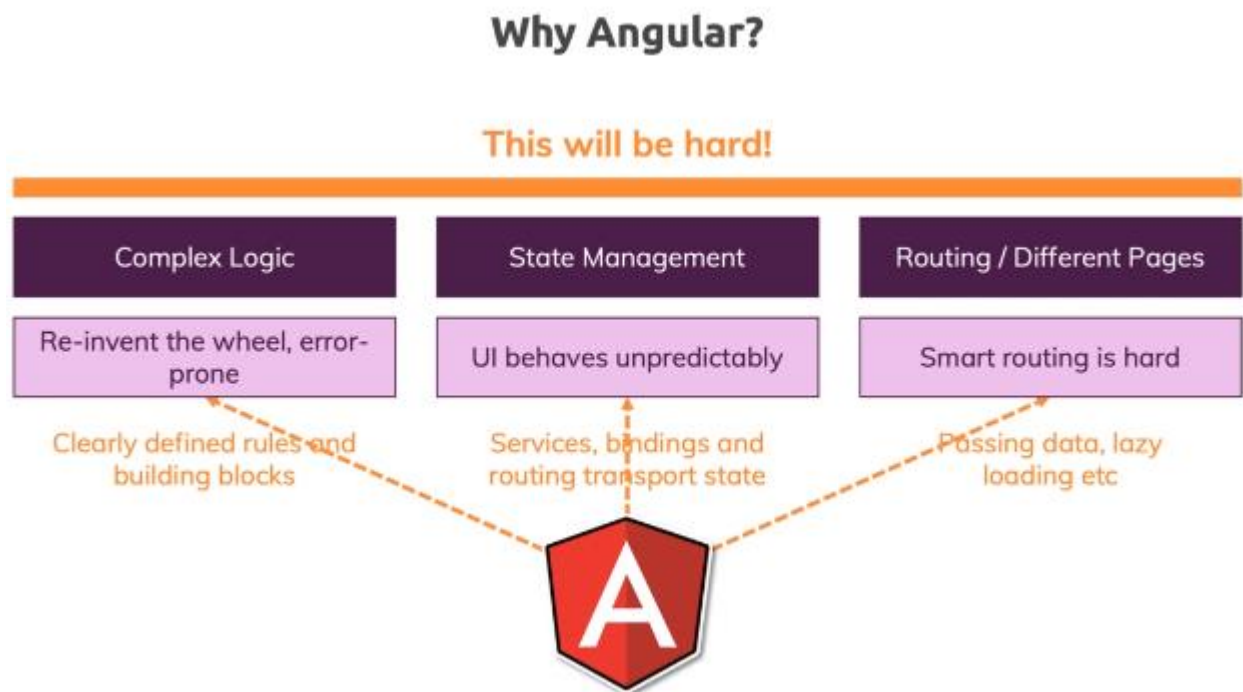 Why Angular?
This will be hard!
Complex Logic
State Management
Routing / Different Pages
Re-invent the wheel, error-
prone
UI behaves unpredictably
Smart routing is hard
Clearly defined rules and
building blocks
Services, bindings and
routing transport state
Passing data, lazy
loading etc
A